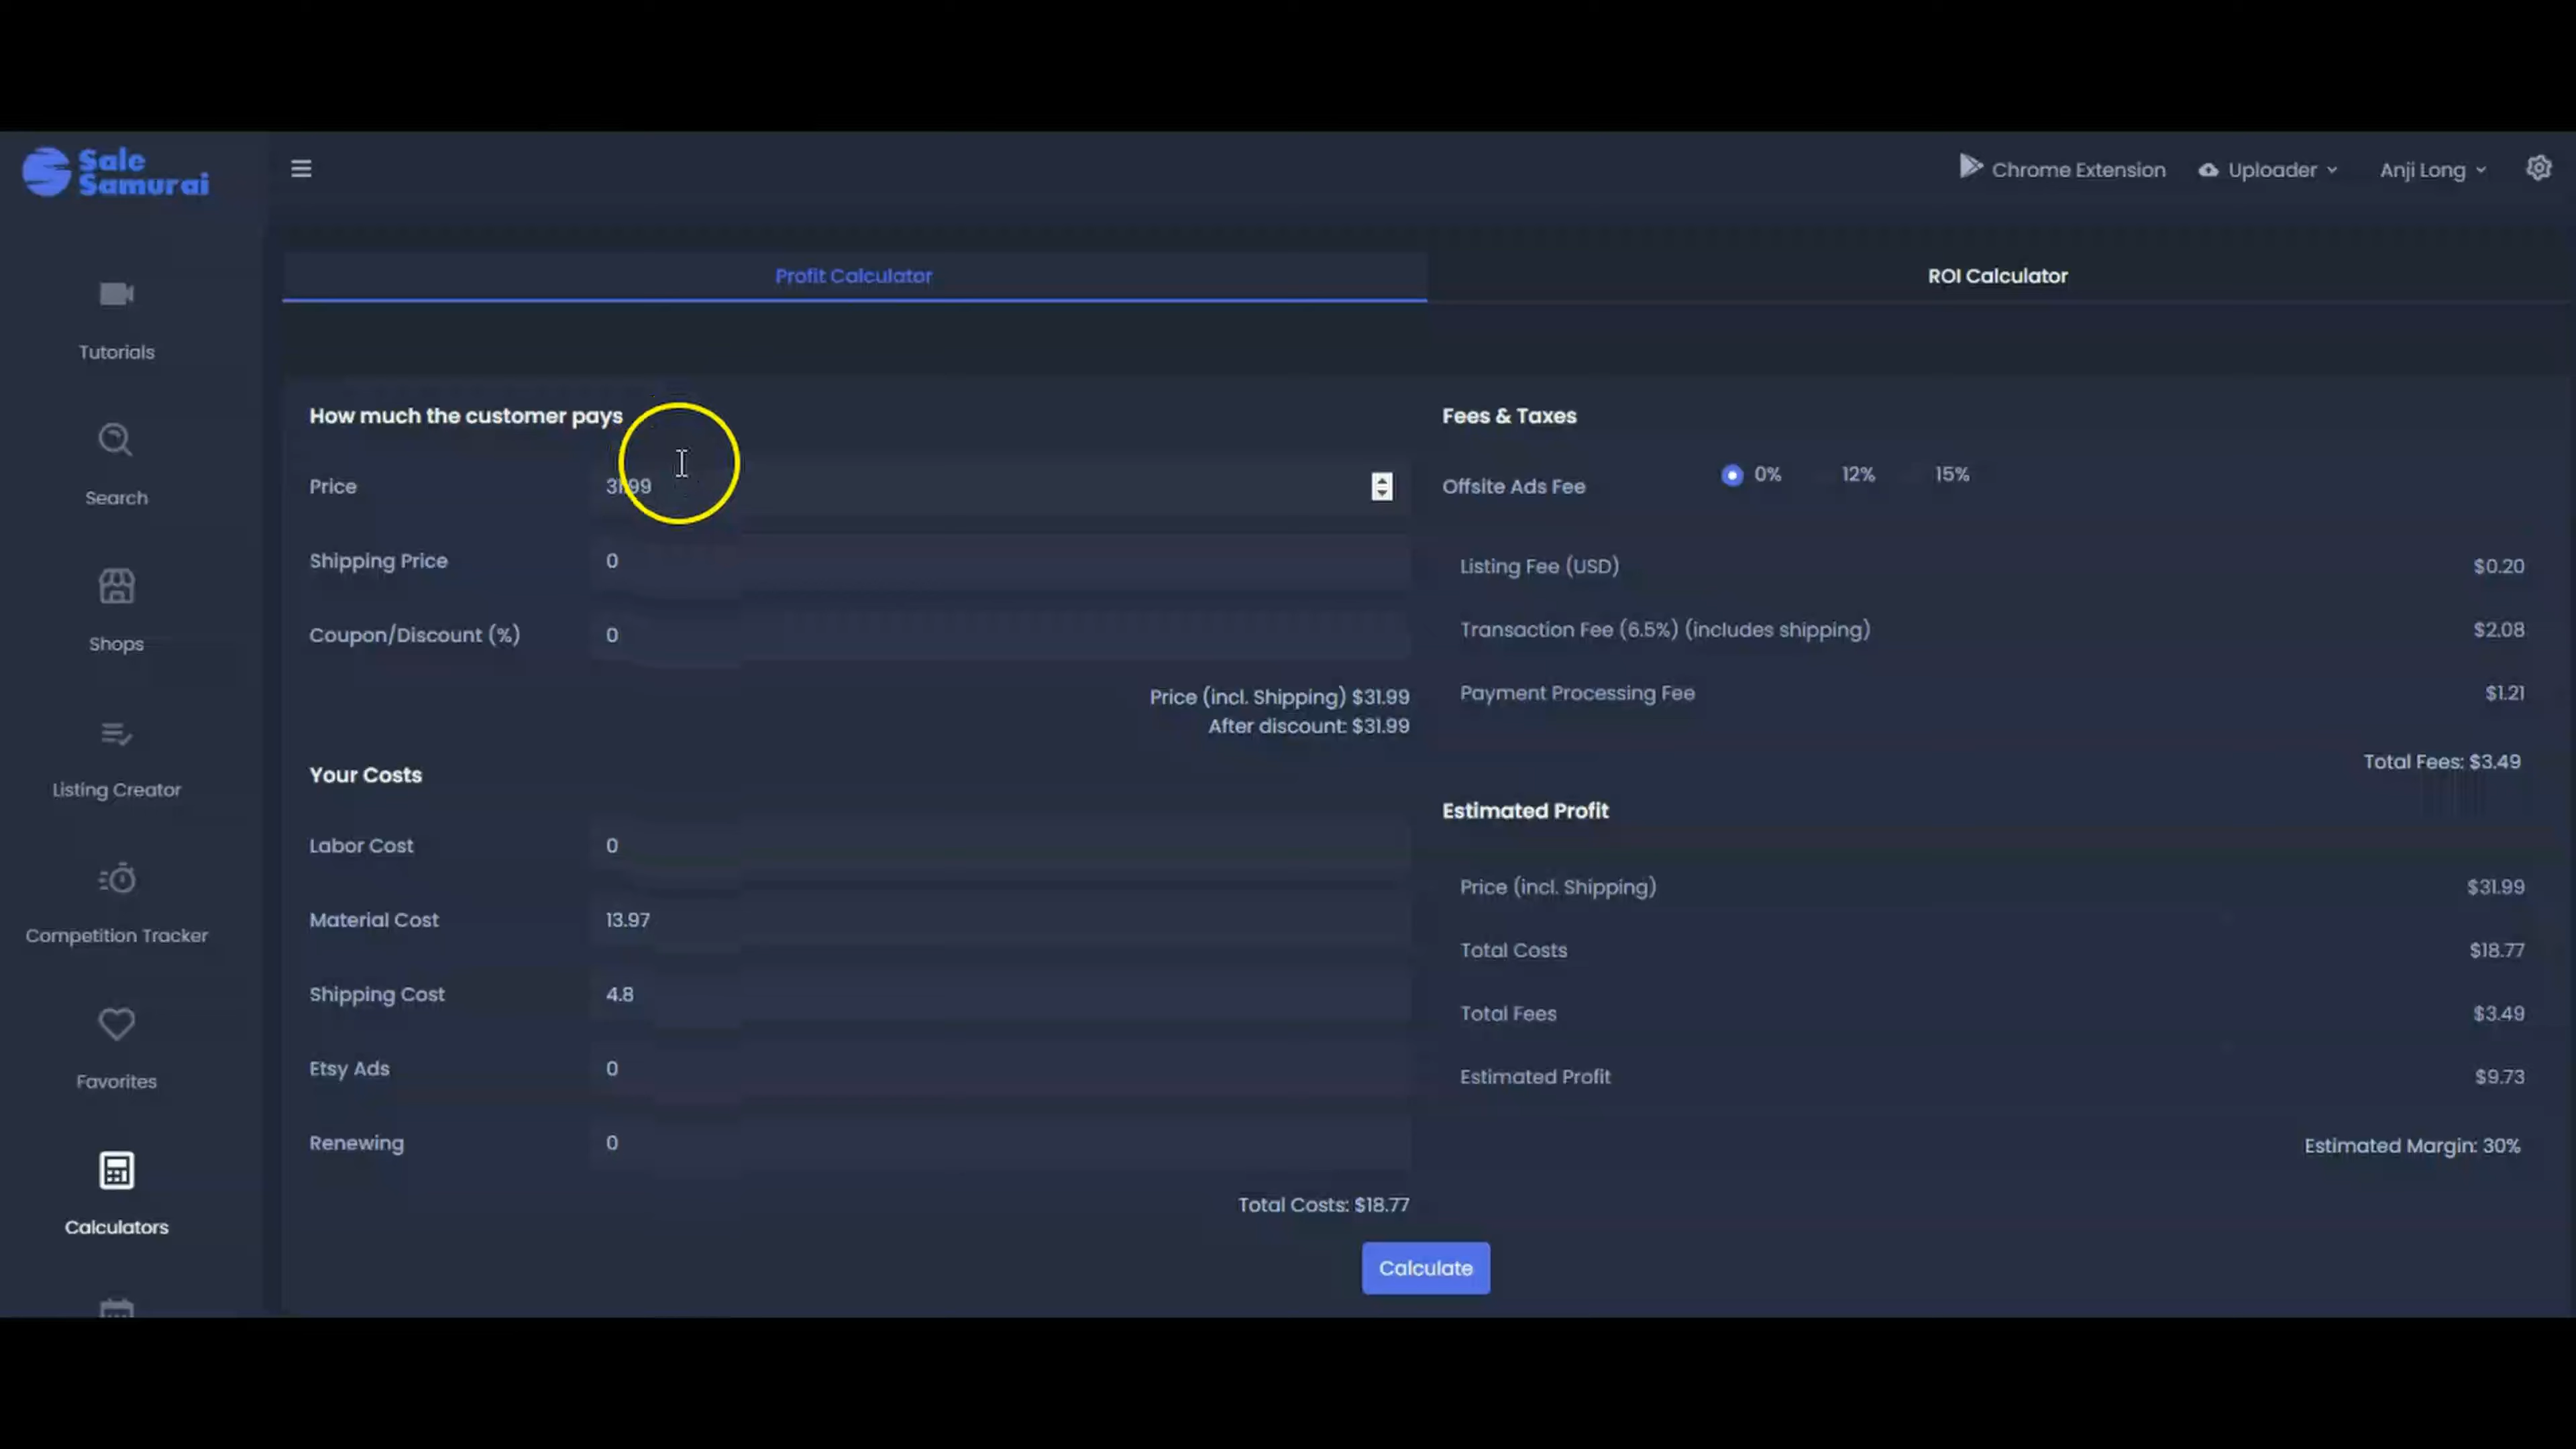 Sale
Samurai
Chrome Extension
Uploader
Anji Long
Tutorials
Search
Shops
Listing Creator
Competition Tracker
Favorites
Calculators
Profit Calculator
ROI Calculator
How much the customer pays
Price 31.99
Shipping Price 0
Coupon/Discount (%) 0
Price (incl. Shipping) $31.99
After discount: $31.99
Your Costs
Labor Cost 0
Material Cost 13.97
Shipping Cost 4.8
Etsy Ads 0
Renewing 0
Total Costs: $18.77
Fees & Taxes
Offsite Ads Fee 0% 12% 15%
Listing Fee (USD) $0.20
Transaction Fee (6.5%) (includes shipping) $2.08
Payment Processing Fee $1.21
Total Fees: $3.49
Estimated Profit
Price (incl. Shipping) $31.99
Total Costs $18.77
Total Fees $3.49
Estimated Profit $9.73
Estimated Margin: 30%
Calculate